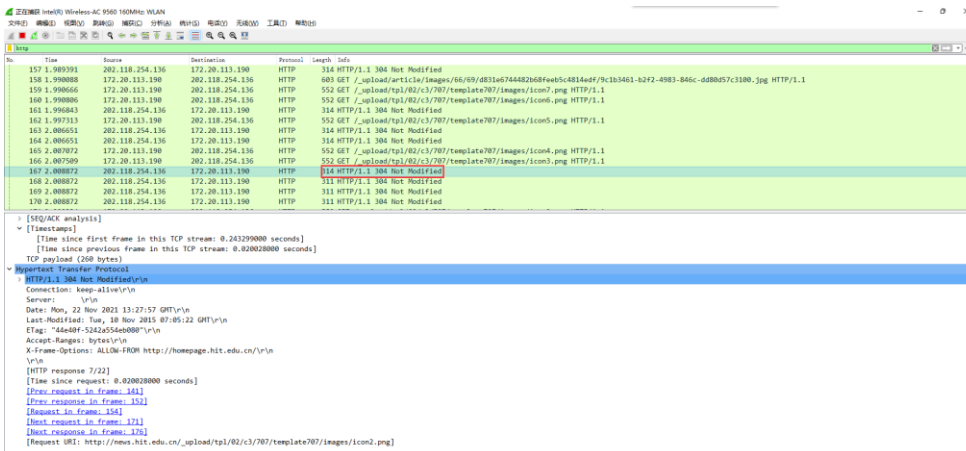 正在捕获 Intel(R) Wireless-AC 9560 160MHz: WLAN
文件(F) 编辑(E) 视图(V) 跳转(G) 捕获(C) 分析(A) 统计(S) 电话(Y) 无线(W) 工具(T) 帮助(H)
http
No. Time Source Destination Protocol Length Info
157 1.989391 202.118.254.136 172.20.113.190 HTTP 314 HTTP/1.1 304 Not Modified
158 1.990088 172.20.113.190 202.118.254.136 HTTP 603 GET /_upload/article/images/66/69/d831e6744482b68feeb5c4814edf/9c1b3461-b2f2-4983-846c-dd80d57c3100.jpg HTTP/1.1
159 1.990666 172.20.113.190 202.118.254.136 HTTP 552 GET /_upload/tpl/02/c3/707/template707/images/icon7.png HTTP/1.1
160 1.990806 172.20.113.190 202.118.254.136 HTTP 552 GET /_upload/tpl/02/c3/707/template707/images/icon6.png HTTP/1.1
161 1.996843 202.118.254.136 172.20.113.190 HTTP 314 HTTP/1.1 304 Not Modified
162 1.997313 172.20.113.190 202.118.254.136 HTTP 552 GET /_upload/tpl/02/c3/707/template707/images/icon5.png HTTP/1.1
163 2.006651 202.118.254.136 172.20.113.190 HTTP 314 HTTP/1.1 304 Not Modified
164 2.006651 202.118.254.136 172.20.113.190 HTTP 314 HTTP/1.1 304 Not Modified
165 2.007072 172.20.113.190 202.118.254.136 HTTP 552 GET /_upload/tpl/02/c3/707/template707/images/icon4.png HTTP/1.1
166 2.007509 172.20.113.190 202.118.254.136 HTTP 552 GET /_upload/tpl/02/c3/707/template707/images/icon3.png HTTP/1.1
167 2.008872 202.118.254.136 172.20.113.190 HTTP 314 HTTP/1.1 304 Not Modified
168 2.008872 202.118.254.136 172.20.113.190 HTTP 311 HTTP/1.1 304 Not Modified
169 2.008872 202.118.254.136 172.20.113.190 HTTP 311 HTTP/1.1 304 Not Modified
170 2.008872 202.118.254.136 172.20.113.190 HTTP 311 HTTP/1.1 304 Not Modified
[SEQ/ACK analysis]
[Timestamps]
[Time since first frame in this TCP stream: 0.243299000 seconds]
[Time since previous frame in this TCP stream: 0.020028000 seconds]
TCP payload (260 bytes)
Hypertext Transfer Protocol
HTTP/1.1 304 Not Modified\r\n
Connection: keep-alive\r\n
Server: \r\n
Date: Mon, 22 Nov 2021 13:27:57 GMT\r\n
Last-Modified: Tue, 10 Nov 2015 07:05:22 GMT\r\n
ETag: "44e40f-5242a554eb080"\r\n
Accept-Ranges: bytes\r\n
X-Frame-Options: ALLOW-FROM http://homepage.hit.edu.cn/\r\n
\r\n
[HTTP response 7/22]
[Time since request: 0.020028000 seconds]
[Prev request in frame: 141]
[Prev response in frame: 152]
[Request in frame: 154]
[Next request in frame: 171]
[Next response in frame: 176]
[Request URI: http://news.hit.edu.cn/_upload/tpl/02/c3/707/template707/images/icon2.png]